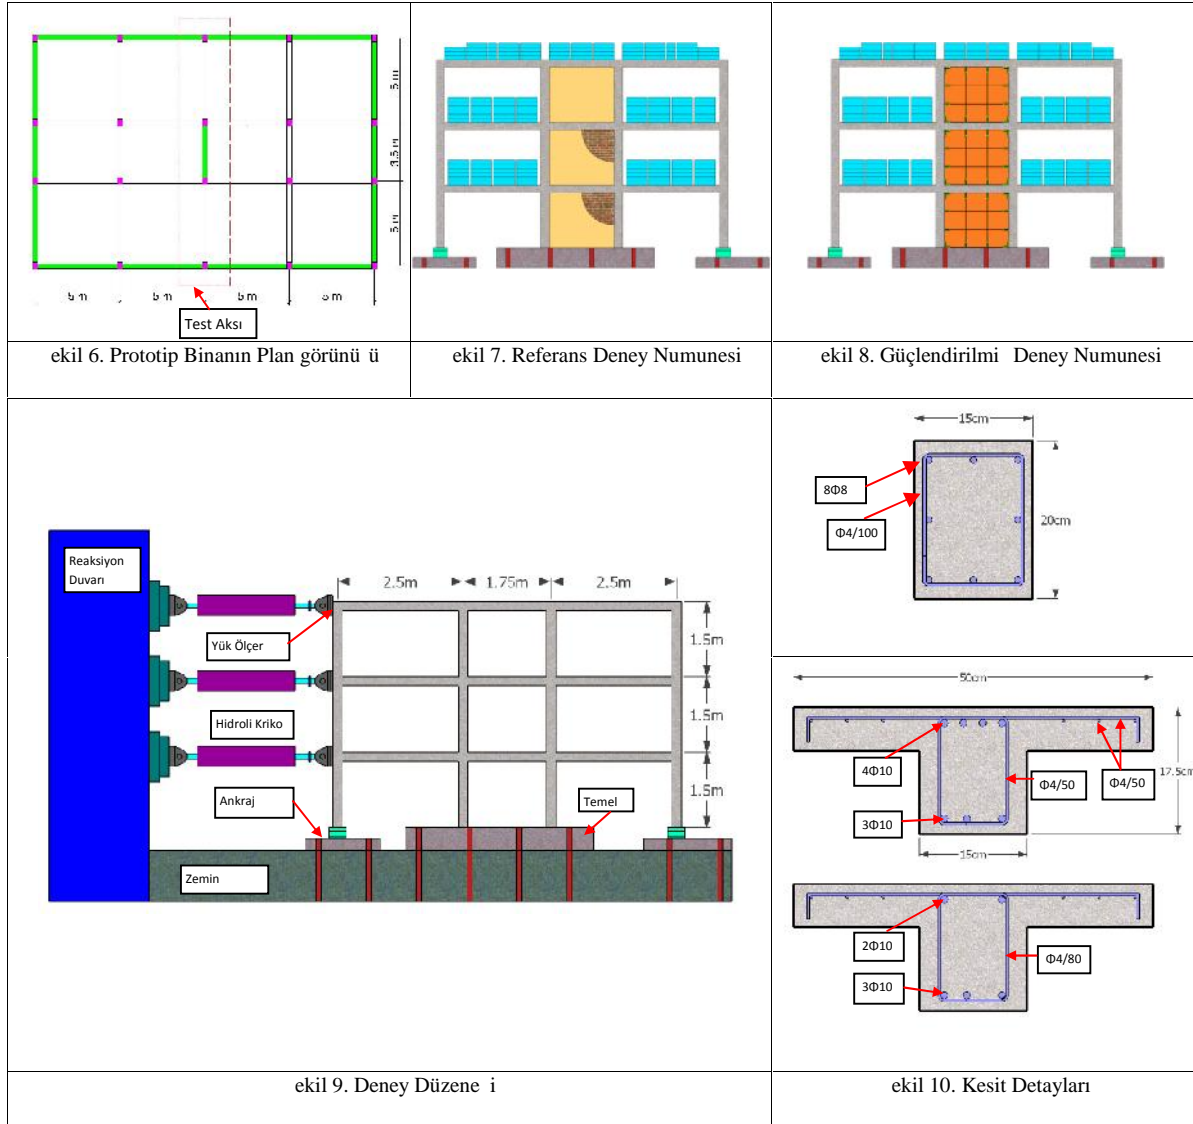 5 m
3.5 m
5 m
5 m
5 m
5 m
5 m
Test Aksı
ekil 6. Prototip Binanın Plan görünü ü
ekil 7. Referans Deney Numunesi
ekil 8. Güçlendirilmi Deney Numunesi
Reaksiyon
Duvarı
2.5m
1.75m
2.5m
Yük Ölçer
1.5m
Hidroli Kriko
1.5m
Ankraj
Temel
1.5m
Zemin
ekil 9. Deney Düzene i
15cm
8Φ8
Φ4/100
20cm
50cm
4Φ10
Φ4/50
Φ4/50
17.5cm
3Φ10
15cm
2Φ10
Φ4/80
3Φ10
ekil 10. Kesit Detayları